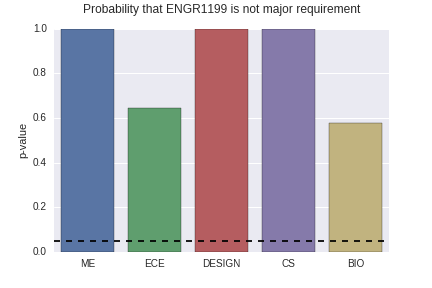 Probability that ENGR1199 is not major requirement
1.0
0.8
0.6
0.4
0.2
0.0
p-value
ME ECE DESIGN CS BIO